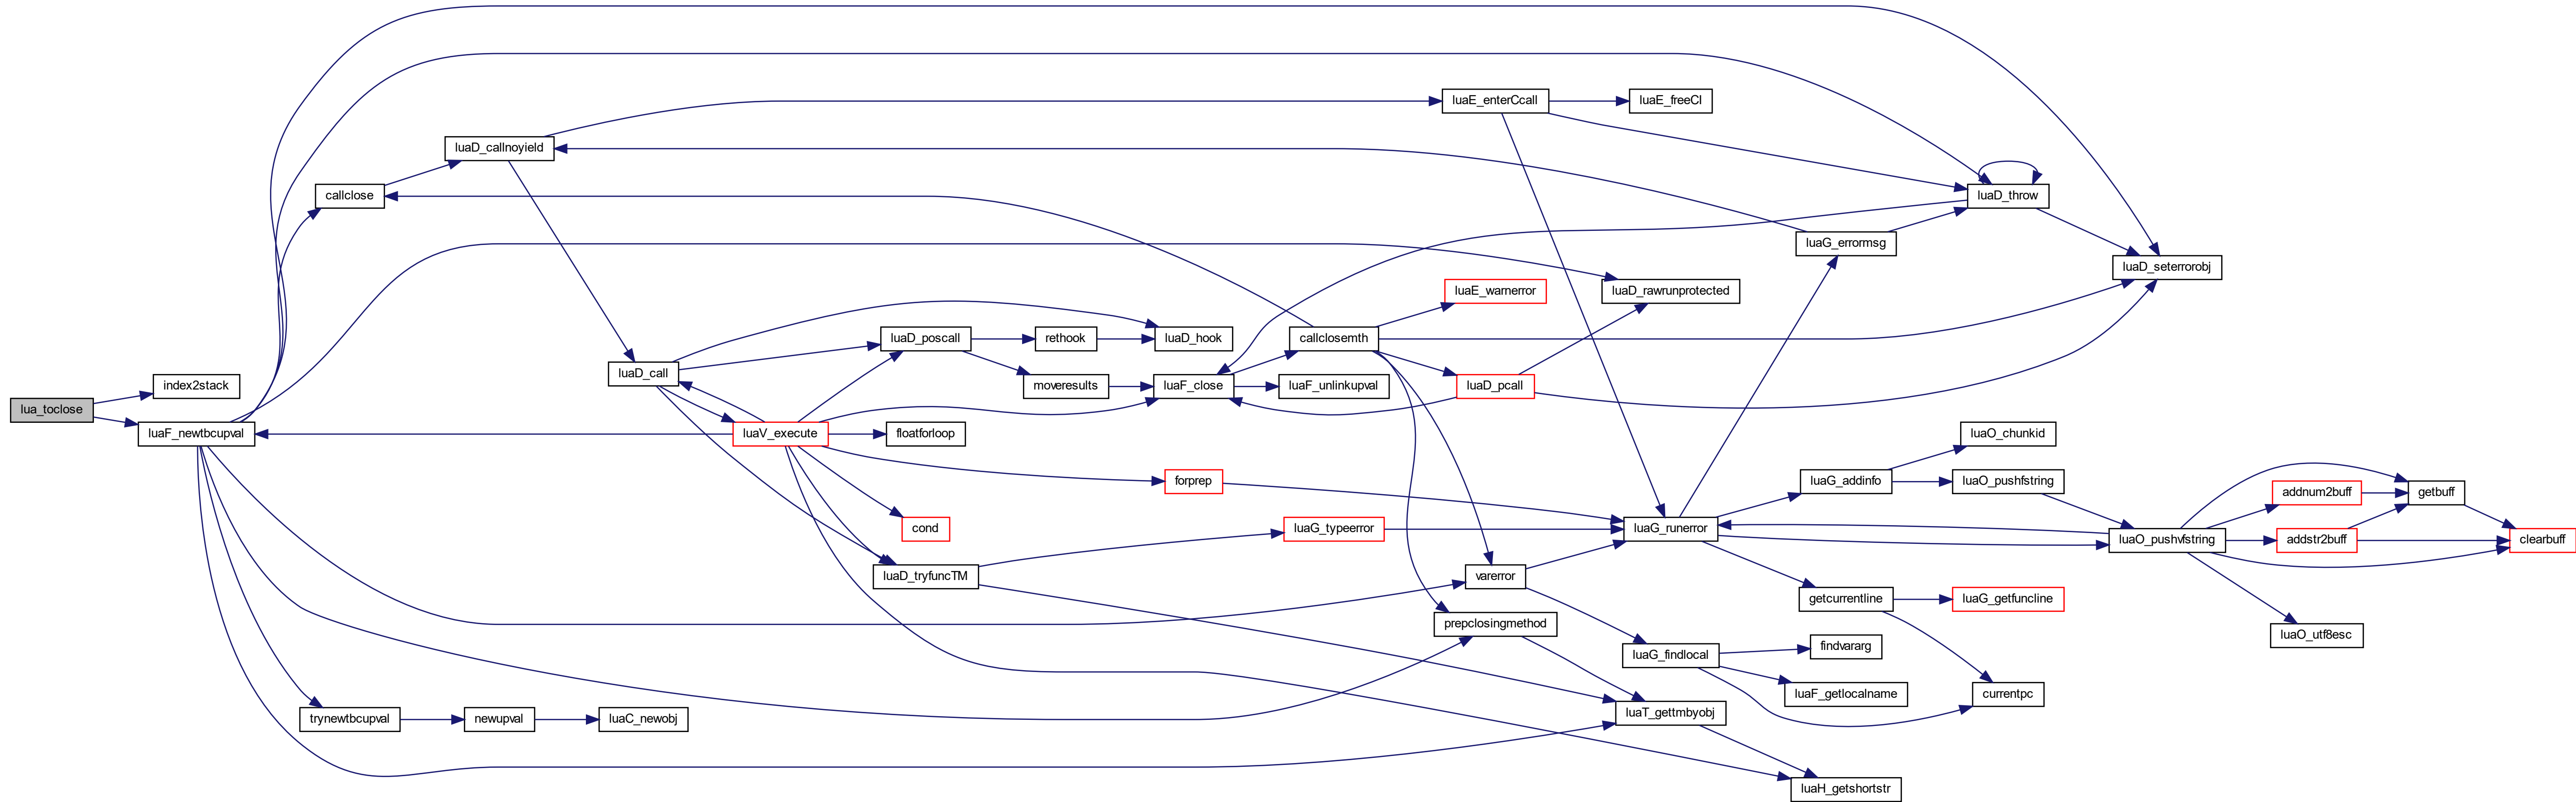 lua_toclose
index2stack
luaF_newtbcupval
callclose
luaD_callnoyield
trynewtbcupval
newupval
luaC_newobj
luaD_call
luaV_execute
luaD_poscall
floatforloop
cond
luaD_tryfuncTM
rethook
moveresults
luaD_hook
luaF_close
forprep
luaG_typeerror
callclosemth
luaF_unlinkupval
luaE_enterCcall
luaE_warnerror
luaD_pcall
varerror
prepclosingmethod
luaE_freeCI
luaD_rawrunprotected
luaG_runerror
luaG_findlocal
luaT_gettmbyobj
luaG_errormsg
luaG_addinfo
getcurrentline
findvararg
luaF_getlocalname
luaH_getshortstr
luaD_throw
luaO_chunkid
luaO_pushfstring
luaG_getfuncline
currentpc
luaD_seterrorobj
luaO_pushvfstring
addnum2buff
addstr2buff
luaO_utf8esc
getbuff
clearbuff